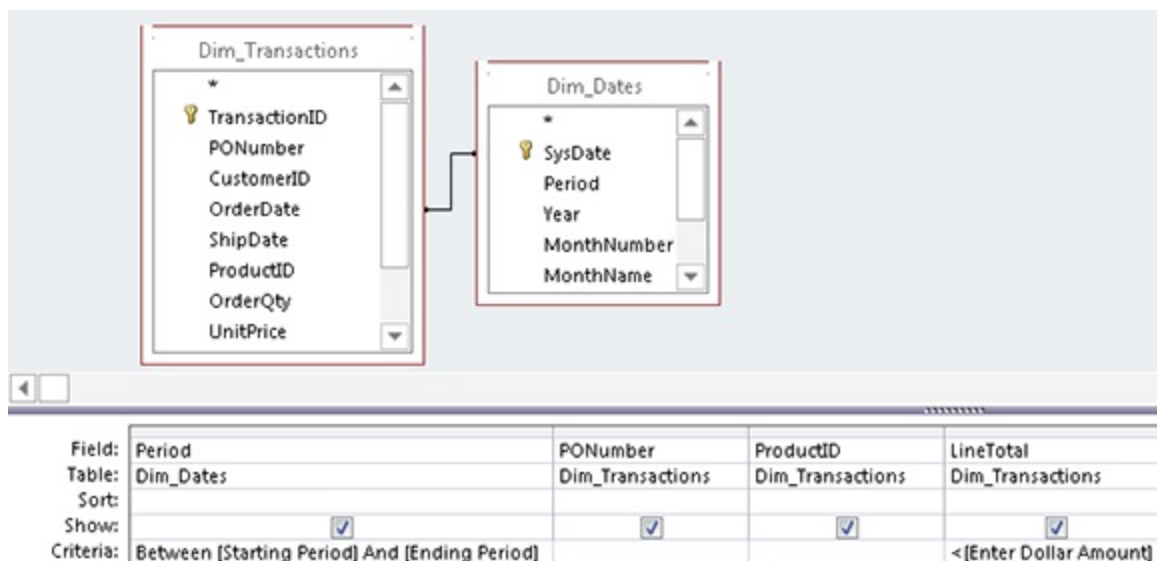 Dim_Transactions
*
TransactionID
PONumber
CustomerID
OrderDate
ShipDate
ProductID
OrderQty
UnitPrice
Dim_Dates
*
SysDate
Period
Year
MonthNumber
MonthName
Field: Period PONumber ProductID LineTotal
Table: Dim_Dates Dim_Transactions Dim_Transactions Dim_Transactions
Sort:
Show:
Criteria: Between [Starting Period] And [Ending Period] <[Enter Dollar Amount]